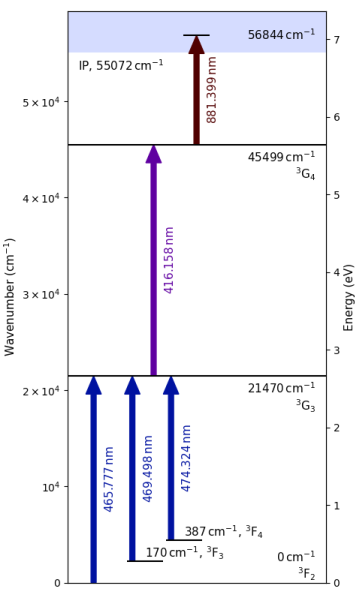 56844 cm⁻¹
IP, 55072 cm⁻¹
881.399 nm
45499 cm⁻¹
³G₄
416.158 nm
21470 cm⁻¹
³G₃
465.777 nm
469.498 nm
474.324 nm
387 cm⁻¹, ³F₄
170 cm⁻¹, ³F₃
0 cm⁻¹
³F₂
Wavenumber (cm⁻¹)
5 × 10⁴
4 × 10⁴
3 × 10⁴
2 × 10⁴
10⁴
0
Energy (eV)
7
6
5
4
3
2
1
0